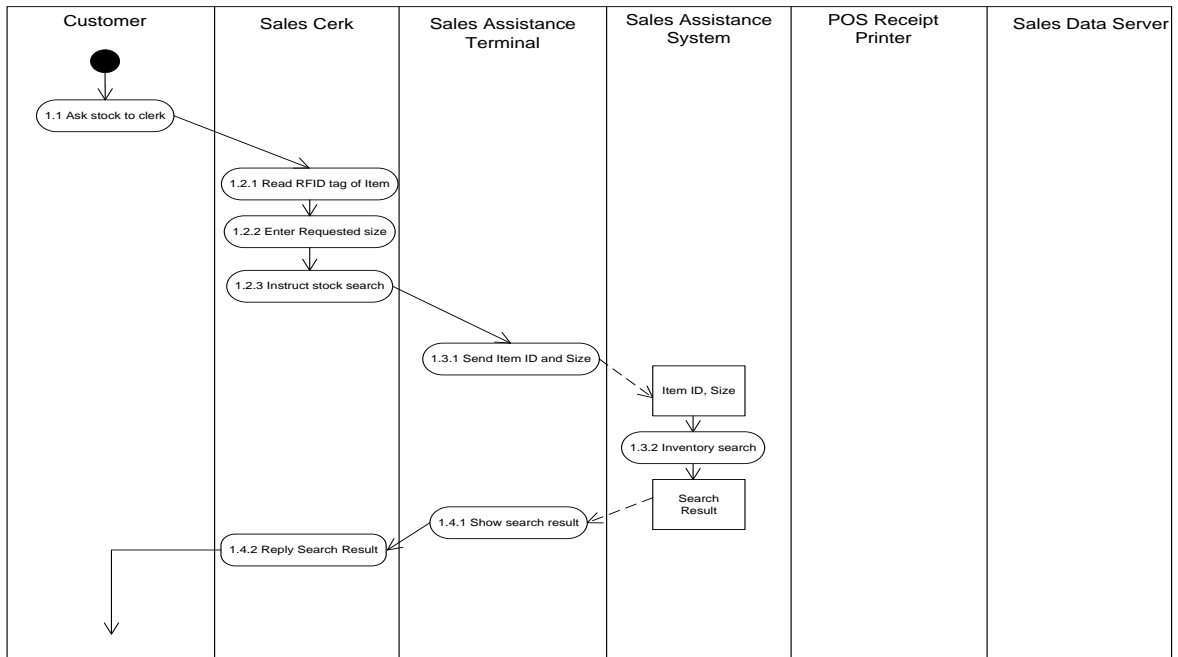 Customer
Sales Cerk
Sales Assistance
Terminal
Sales Assistance
System
POS Receipt
Printer
Sales Data Server
1.1 Ask stock to clerk
1.2.1 Read RFID tag of Item
1.2.2 Enter Requested size
1.2.3 Instruct stock search
1.3.1 Send Item ID and Size
Item ID, Size
1.3.2 Inventory search
Search
Result
1.4.1 Show search result
1.4.2 Reply Search Result